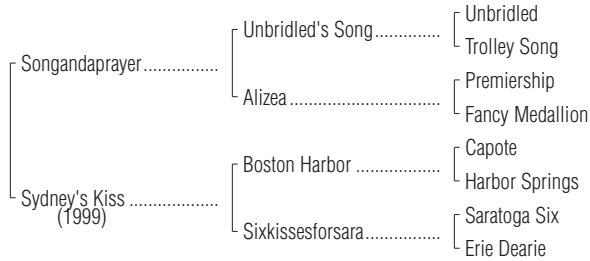 Unbridled
Unbridled's Song..............
Trolley Song
Songandaprayer................
Premiership
Alizea ................................
Fancy Medallion
Capote
Boston Harbor ..................
Harbor Springs
Sydney's Kiss ...................
(1999)
Saratoga Six
Sixkissesforsara................
Erie Dearie